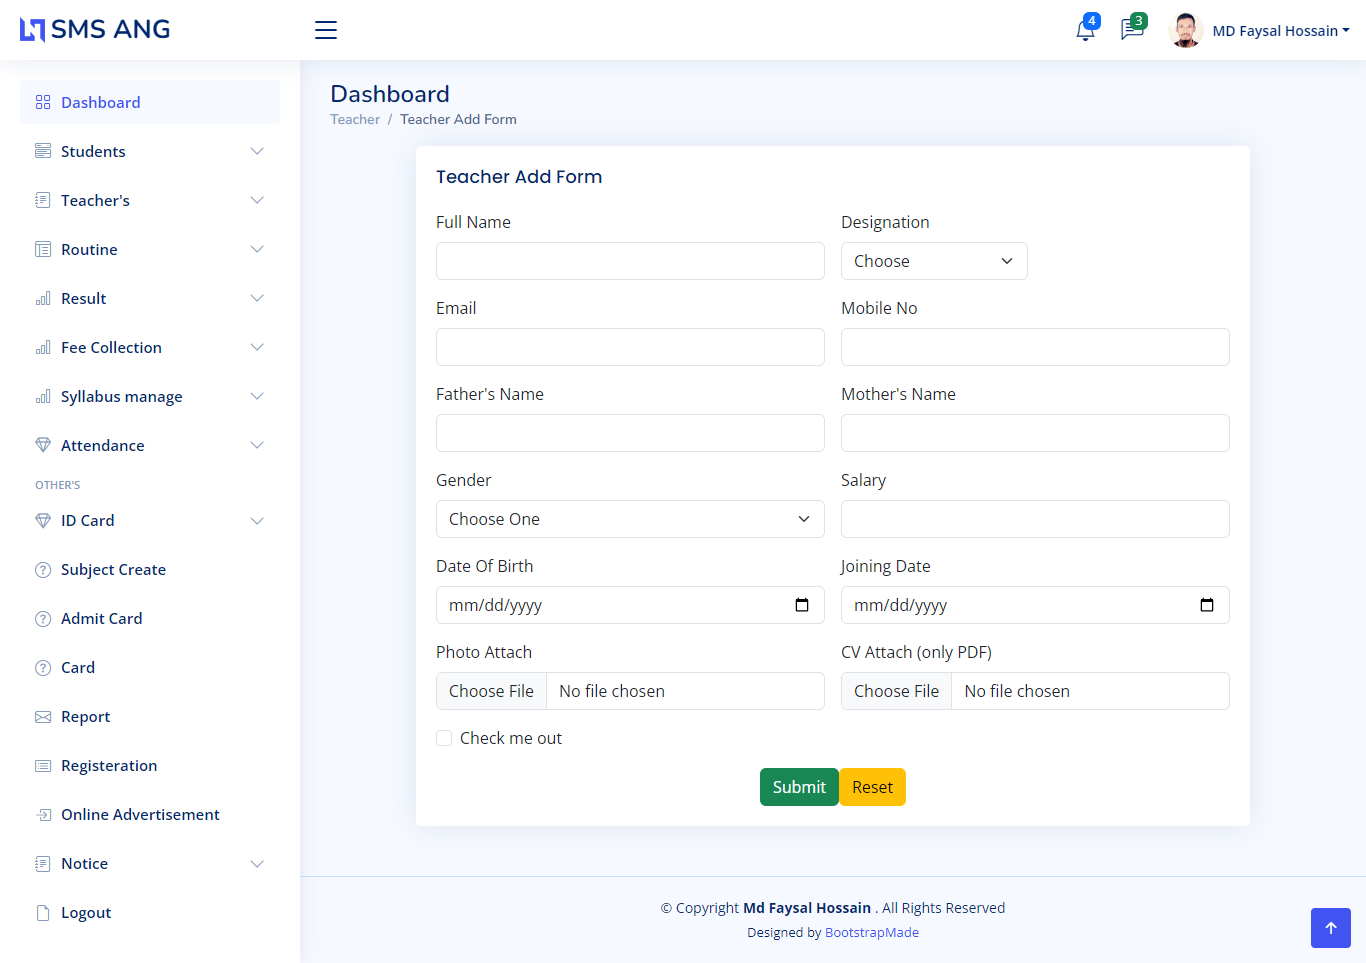 SMS ANG
4
3
MD Faysal Hossain
Dashboard
Students
Teacher's
Routine
Result
Fee Collection
Syllabus manage
Attendance
OTHER'S
ID Card
Subject Create
Admit Card
Card
Report
Registeration
Online Advertisement
Notice
Logout
Dashboard
Teacher / Teacher Add Form
Teacher Add Form
Full Name
Designation
Choose
Email
Mobile No
Father's Name
Mother's Name
Gender
Salary
Choose One
Date Of Birth
Joining Date
mm/dd/yyyy
mm/dd/yyyy
Photo Attach
CV Attach (only PDF)
Choose File No file chosen
Choose File No file chosen
Check me out
Submit Reset
© Copyright Md Faysal Hossain . All Rights Reserved
Designed by BootstrapMade